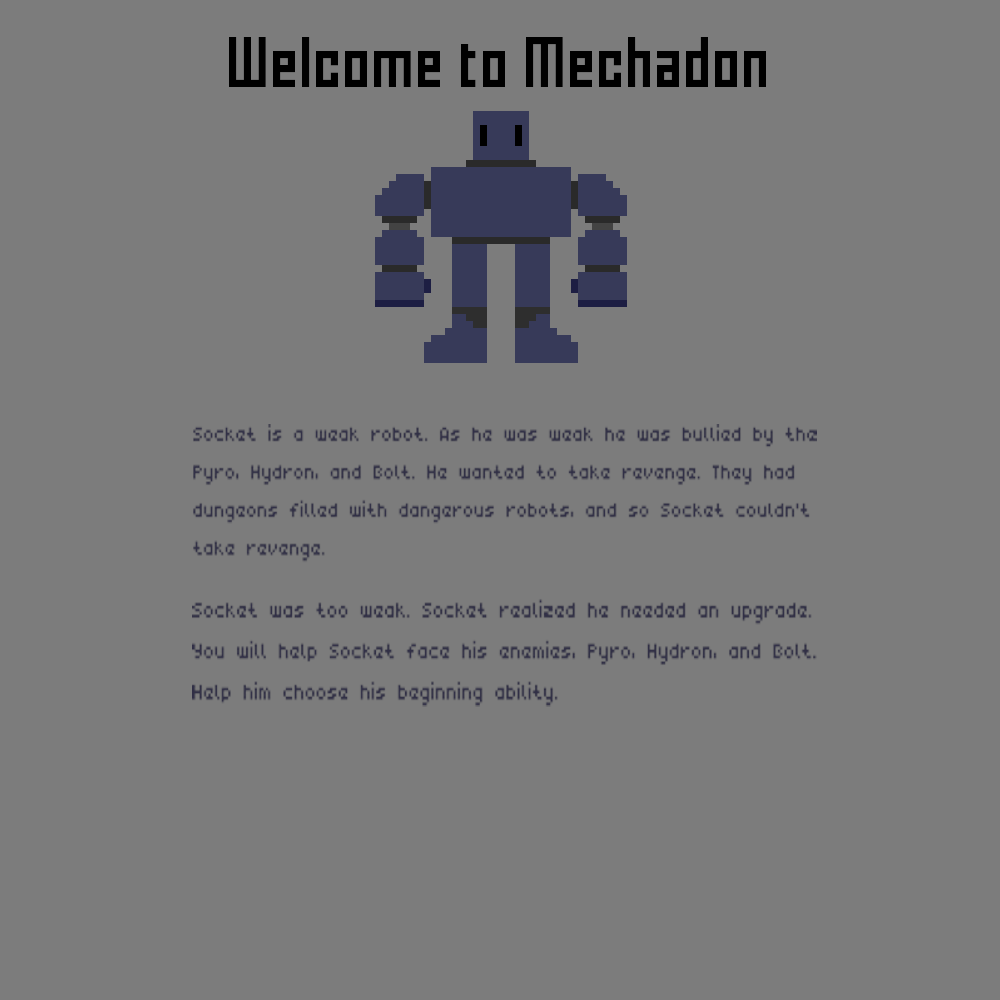 Welcome to Mechadon
Socket is a weak robot. As he was weak he was bullied by the
Pyro, Hydron, and Bolt. He wanted to take revenge. They had
dungeons filled with dangerous robots, and so Socket couldn't
take revenge.
Socket was too weak. Socket realized he needed an upgrade.
You will help Socket face his enemies, Pyro, Hydron, and Bolt.
Help him choose his beginning ability.